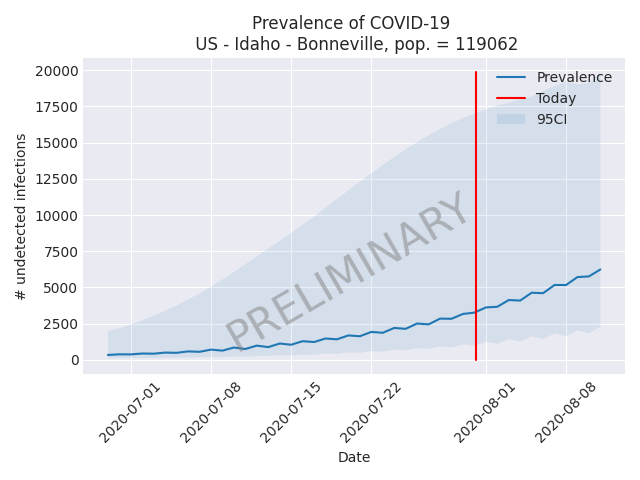 Prevalence of COVID-19
US - Idaho - Bonneville, pop. = 119062
Prevalence
Today
95CI
20000
17500
15000
12500
10000
7500
5000
2500
0
# undetected infections
PRELIMINARY
2020-07-01
2020-07-08
2020-07-15
2020-07-22
2020-08-01
2020-08-08
Date